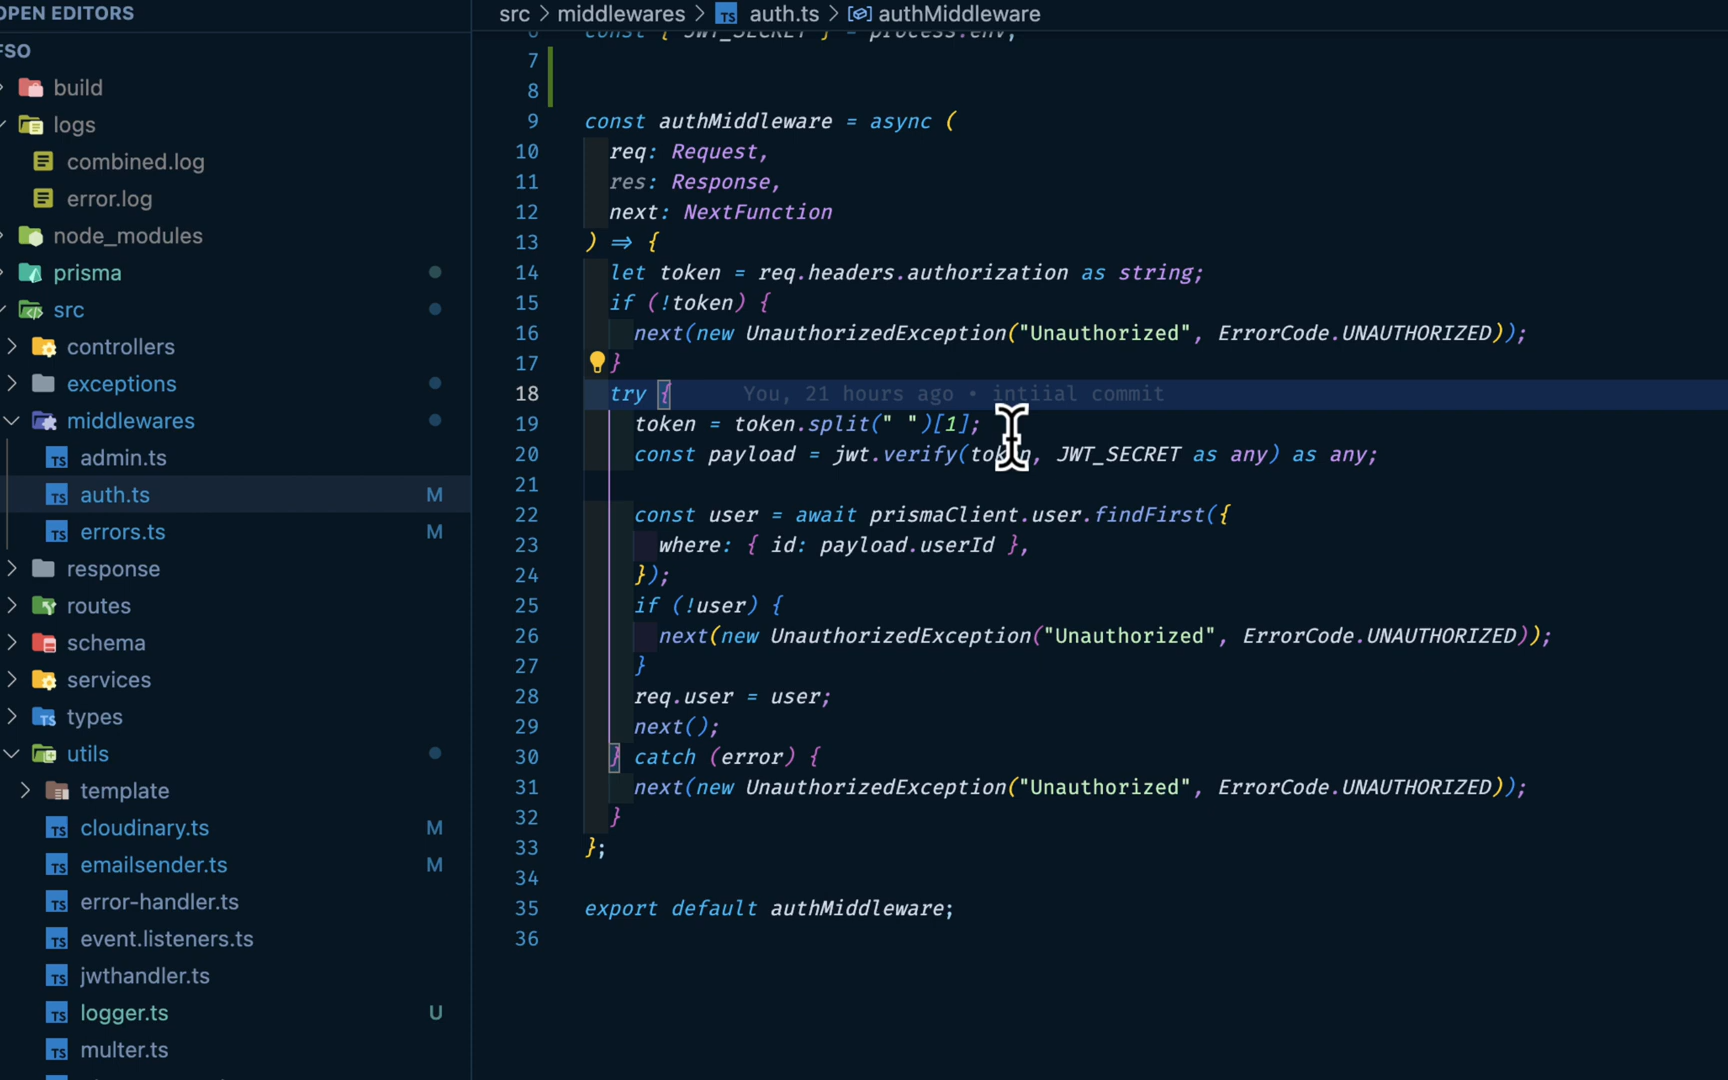 OPEN EDITORS
FSO
build
logs
combined.log
error.log
node_modules
prisma
src
controllers
exceptions
middlewares
admin.ts
auth.ts M
errors.ts M
response
routes
schema
services
types
utils
template
cloudinary.ts M
emailsender.ts M
error-handler.ts
event.listeners.ts
jwthandler.ts
logger.ts U
multer.ts
src > middlewares > TS auth.ts > authMiddleware
6 const { JWT_SECRET } = process.env;
7
8
9 const authMiddleware = async (
10 req: Request,
11 res: Response,
12 next: NextFunction
13 ) => {
14 let token = req.headers.authorization as string;
15 if (!token) {
16 next(new UnauthorizedException("Unauthorized", ErrorCode.UNAUTHORIZED));
17 }
18 try { You, 21 hours ago • intiial commit
19 token = token.split(" ")[1];
20 const payload = jwt.verify(token, JWT_SECRET as any) as any;
21
22 const user = await prismaClient.user.findFirst({
23 where: { id: payload.userId },
24 });
25 if (!user) {
26 next(new UnauthorizedException("Unauthorized", ErrorCode.UNAUTHORIZED));
27 }
28 req.user = user;
29 next();
30 } catch (error) {
31 next(new UnauthorizedException("Unauthorized", ErrorCode.UNAUTHORIZED));
32 }
33 };
34
35 export default authMiddleware;
36